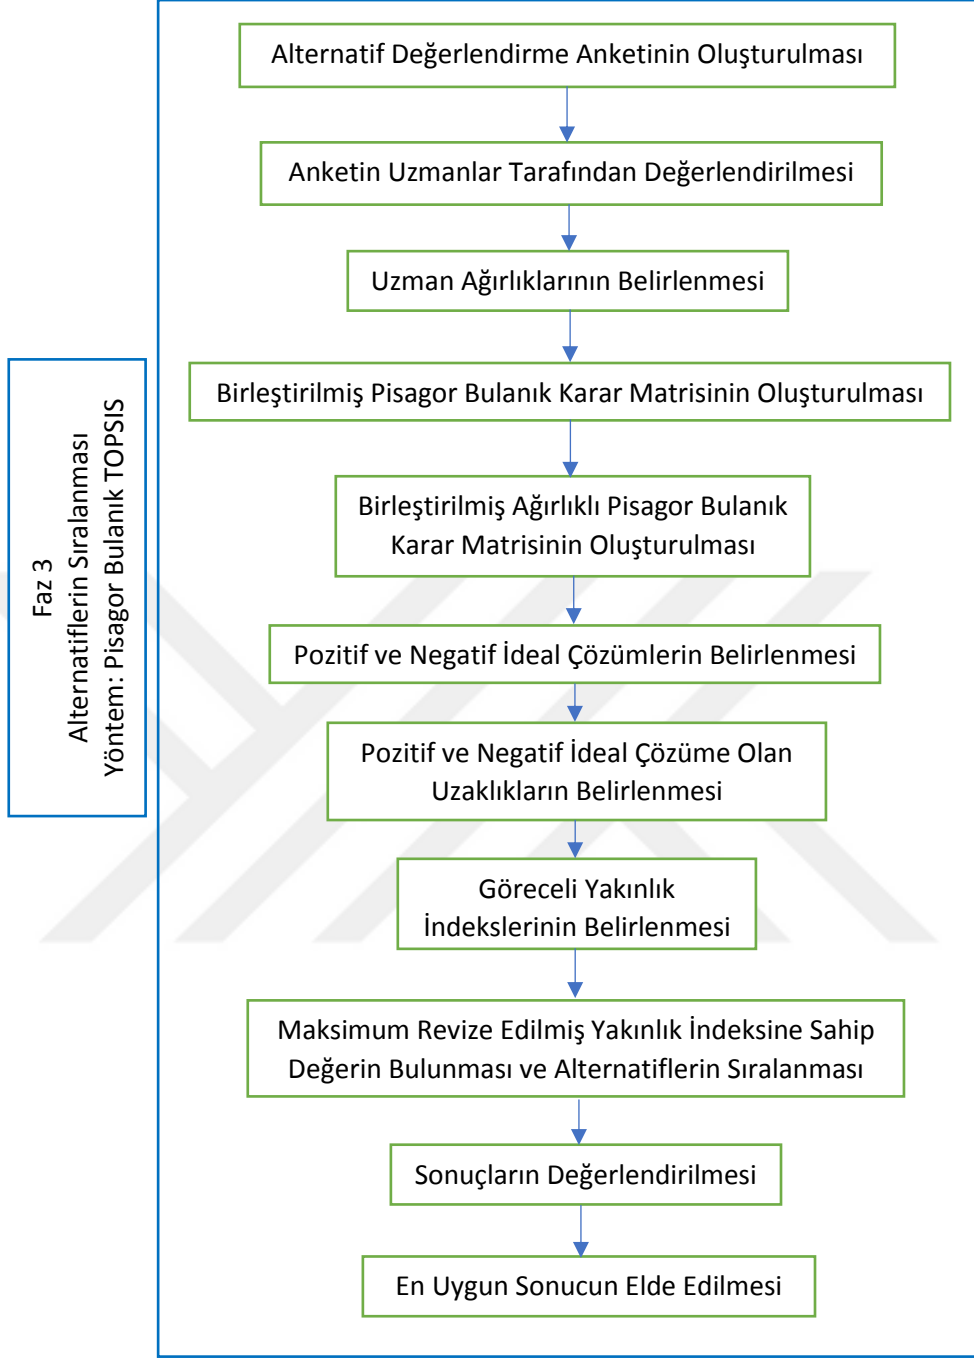 Alternatif Değerlendirme Anketinin Oluşturulması
Anketin Uzmanlar Tarafından Değerlendirilmesi
Uzman Ağırlıklarının Belirlenmesi
Birleştirilmiş Pisagor Bulanık Karar Matrisinin Oluşturulması
Faz 3
Alternatiflerin Sıralanması
Yöntem: Pisagor Bulanık TOPSIS
Birleştirilmiş Ağırlıklı Pisagor Bulanık
Karar Matrisinin Oluşturulması
Pozitif ve Negatif İdeal Çözümlerin Belirlenmesi
Pozitif ve Negatif İdeal Çözüme Olan
Uzaklıkların Belirlenmesi
Göreceli Yakınlık
İndekslerinin Belirlenmesi
Maksimum Revize Edilmiş Yakınlık İndeksine Sahip
Değerin Bulunması ve Alternatiflerin Sıralanması
Sonuçların Değerlendirilmesi
En Uygun Sonucun Elde Edilmesi